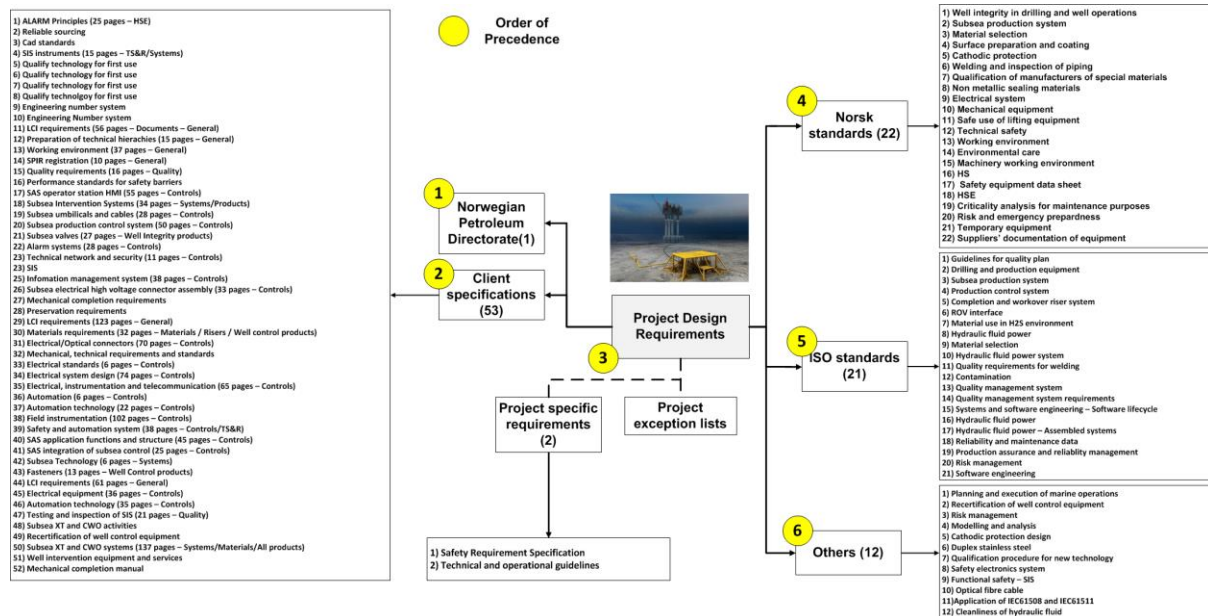 1) ALARM Principles (25 pages – HSE)
2) Reliable sourcing
3) Cad standards
4) SIS instruments (15 pages – TS&R/Systems)
5) Qualify technology for first use
6) Qualify technology for first use
7) Qualify technology for first use
8) Qualify technolgoy for first use
9) Engineering number system
10) Engineering Number system
11) LCI requirements (56 pages – Documents – General)
12) Preparation of technical hierachies (15 pages – General)
13) Working environment (37 pages – General)
14) SPIR registration (10 pages – General)
15) Quality requirements (16 pages – Quality)
16) Performance standards for safety barriers
17) SAS operator station HMI (55 pages – Controls)
18) Subsea Intervention Systems (34 pages – Systems/Products)
19) Subsea umbilicals and cables (28 pages – Controls)
20) Subsea production control system (50 pages – Controls)
21) Subsea valves (27 pages – Well Integrity products)
22) Alarm systems (28 pages – Controls)
23) Technical network and security (11 pages – Controls)
23) SIS
25) Infomation management system (38 pages – Controls)
26) Subsea electrical high voltage connector assembly (33 pages – Controls)
27) Mechanical completion requirements
28) Preservation requirements
29) LCI requirements (123 pages – General)
30) Materials requirements (32 pages – Materials / Risers / Well control products)
31) Electrical/Optical connectors (70 pages – Controls)
32) Mechanical, technical requirements and standards
33) Electrical standards (6 pages – Controls)
34) Electrical system design (74 pages – Controls)
35) Electrical, instrumentation and telecommunication (65 pages – Controls)
36) Automation (6 pages – Controls)
37) Automation technology (22 pages – Controls)
38) Field instrumentation (102 pages – Controls)
39) Safety and automation system (38 pages – Controls/TS&R)
40) SAS application functions and structure (45 pages – Controls)
41) SAS integration of subsea control (25 pages – Controls)
42) Subsea Technology (6 pages – Systems)
43) Fasteners (13 pages – Well Control products)
44) LCI requirements (61 pages – General)
45) Electrical equipment (36 pages – Controls)
46) Automation technology (35 pages – Controls)
47) Testing and inspection of SIS (21 pages – Quality)
48) Subsea XT and CWO activities
49) Recertification of well control equipment
50) Subsea XT and CWO systems (137 pages – Systems/Materials/All products)
51) Well intervention equipment and services
52) Mechanical completion manual
Order of
Precedence
1
Norwegian
Petroleum
Directorate(1)
2
Client
specifications
(53)
Project Design
Requirements
3
Project specific
requirements
(2)
Project
exception lists
1) Safety Requirement Specification
2) Technical and operational guidelines
4
Norsk
standards (22)
5
ISO standards
(21)
6
Others (12)
1) Well integrity in drilling and well operations
2) Subsea production system
3) Material selection
4) Surface preparation and coating
5) Cathodic protection
6) Welding and inspection of piping
7) Qualification of manufacturers of special materials
8) Non metallic sealing materials
9) Electrical system
10) Mechanical equipment
11) Safe use of lifting equipment
12) Technical safety
13) Working environment
14) Environmental care
15) Machinery working environment
16) HS
17) Safety equipment data sheet
18) HSE
19) Criticality analysis for maintenance purposes
20) Risk and emergency prepardness
21) Temporary equipment
22) Suppliers' documentation of equipment
1) Guidelines for quality plan
2) Drilling and production equipment
3) Subsea production system
4) Production control system
5) Completion and workover riser system
6) ROV interface
7) Material use in H2S environment
8) Hydraulic fluid power
9) Material selection
10) Hydraulic fluid power system
11) Quality requirements for welding
12) Contamination
13) Quality management system
14) Quality management system requirements
15) Systems and software engineering – Software lifecycle
16) Hydraulic fluid power
17) Hydraulic fluid power – Assembled systems
18) Reliability and maintenance data
19) Production assurance and reliablity management
20) Risk management
21) Software engineering
1) Planning and execution of marine operations
2) Recertification of well control equipment
3) Risk management
4) Modelling and analysis
5) Cathodic protection design
6) Duplex stainless steel
7) Qualification procedure for new technology
8) Safety electronics system
9) Functional safety – SIS
10) Optical fibre cable
11)Application of IEC61508 and IEC61511
12) Cleanliness of hydraulic fluid